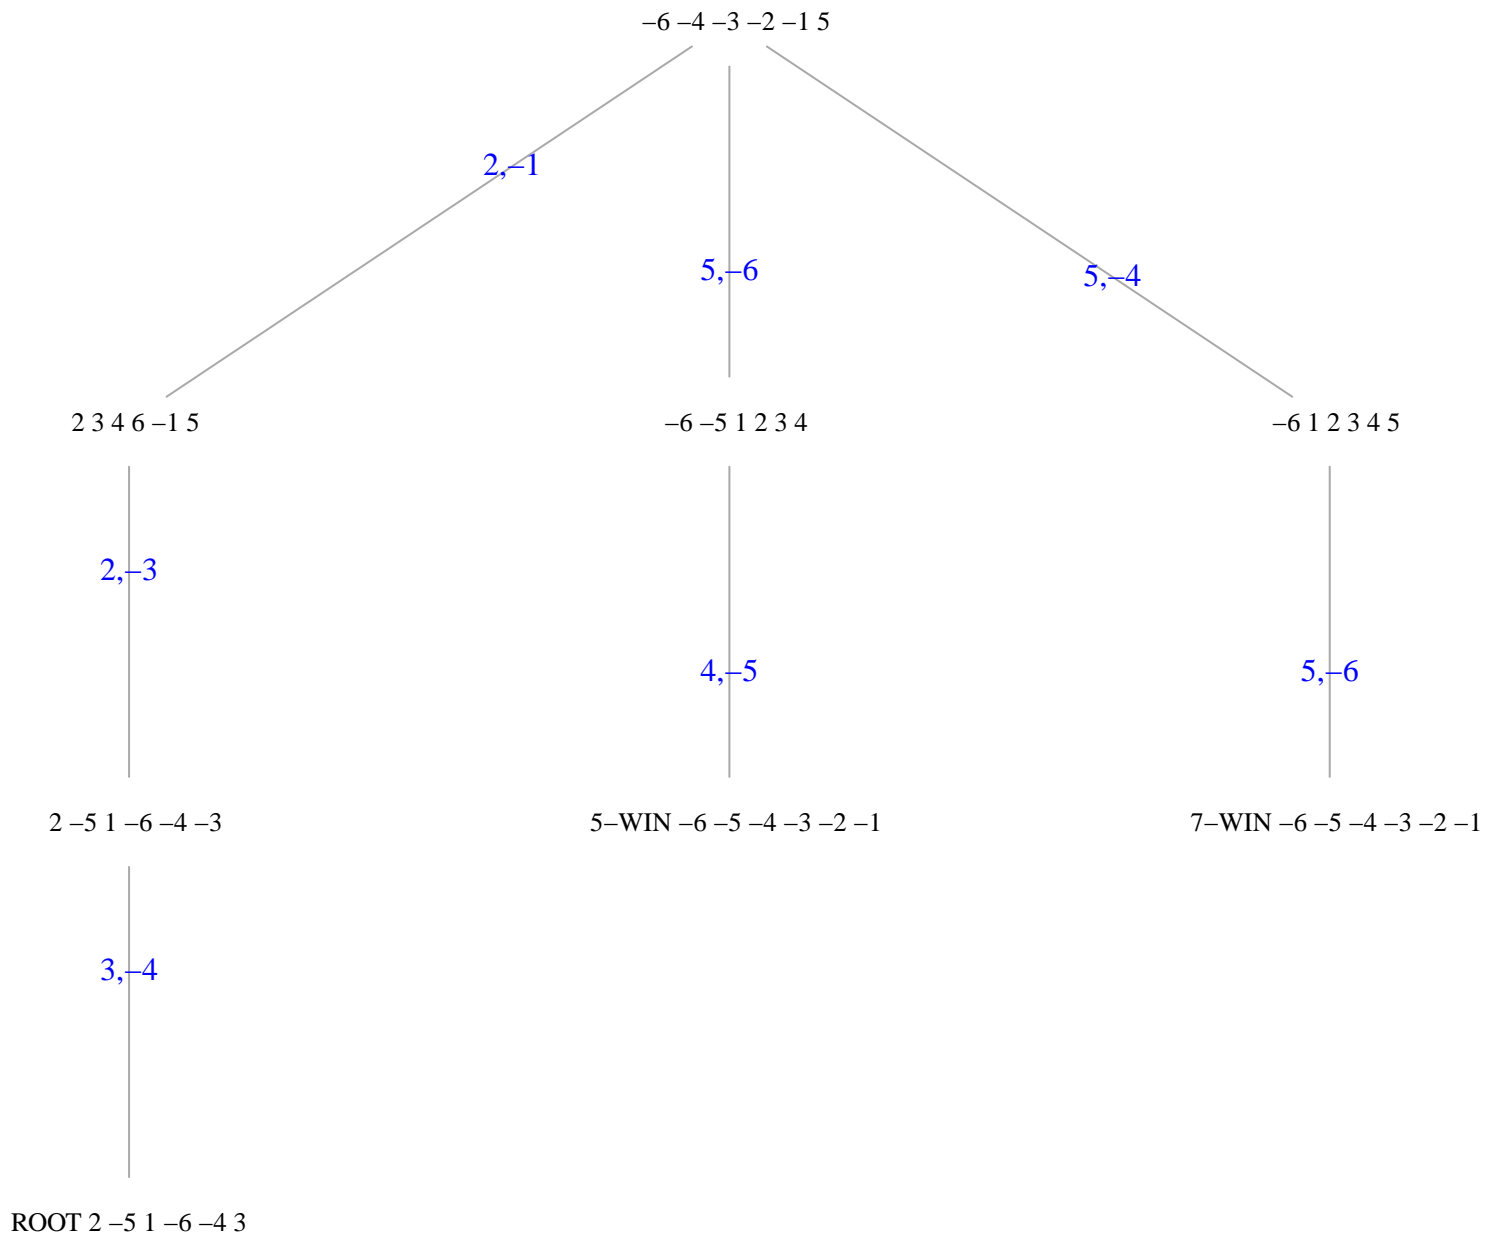 –6 –4 –3 –2 –1 5
2,–1
5,–6
5,–4
2 3 4 6 –1 5
–6 –5 1 2 3 4
–6 1 2 3 4 5
2,–3
4,–5
5,–6
2 –5 1 –6 –4 –3
5–WIN –6 –5 –4 –3 –2 –1
7–WIN –6 –5 –4 –3 –2 –1
3,–4
ROOT 2 –5 1 –6 –4 3